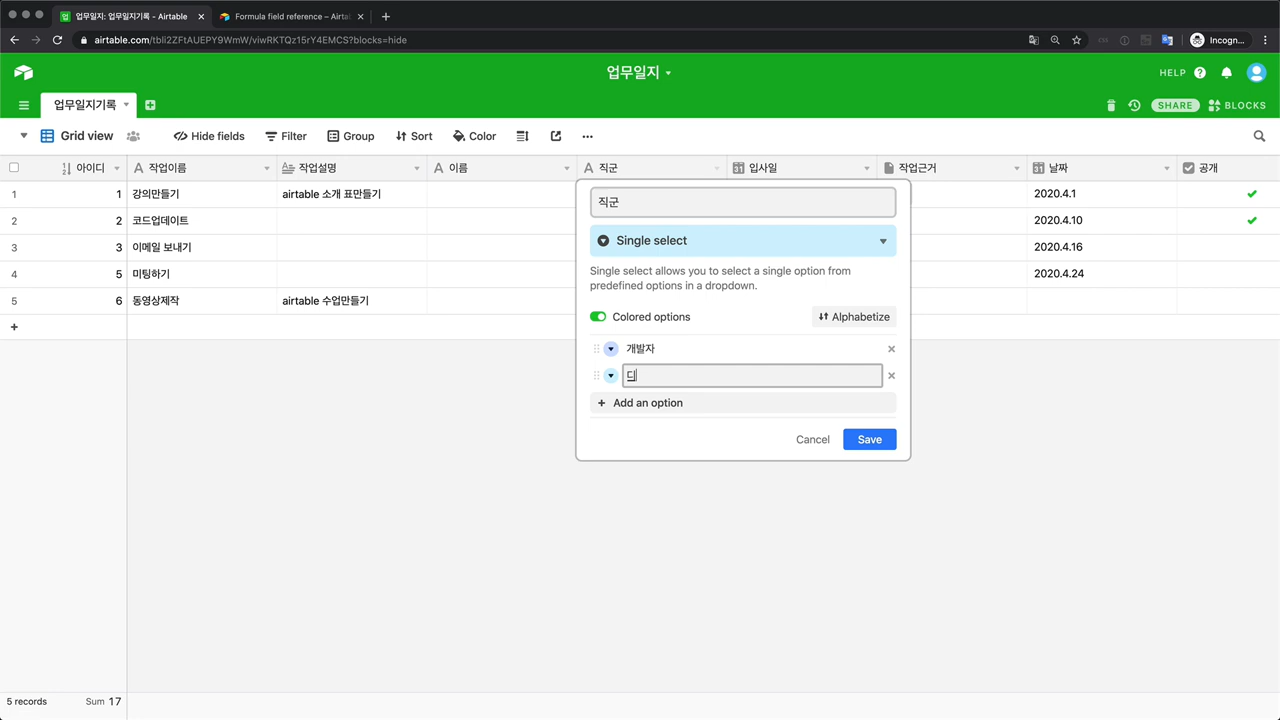 업무일지: 업무일지기록 - Airtable
Formula field reference – Airta
airtable.com/tbli2ZFtAUEPY9WmW/viwRKTQz15rY4EMCS?blocks=hide
Incogn...
업무일지
HELP
업무일지기록
SHARE
BLOCKS
Grid view
Hide fields
Filter
Group
Sort
Color
아이디
작업이름
작업설명
이름
직군
입사일
작업근거
날짜
공개
1 1 강의만들기 airtable 소개 표만들기 2020.4.1
2 2 코드업데이트 2020.4.10
3 3 이메일 보내기 2020.4.16
4 5 미팅하기 2020.4.24
5 6 동영상제작 airtable 수업만들기
직군
Single select
Single select allows you to select a single option from
predefined options in a dropdown.
Colored options
Alphabetize
개발자
디
Add an option
Cancel
Save
5 records
Sum 17